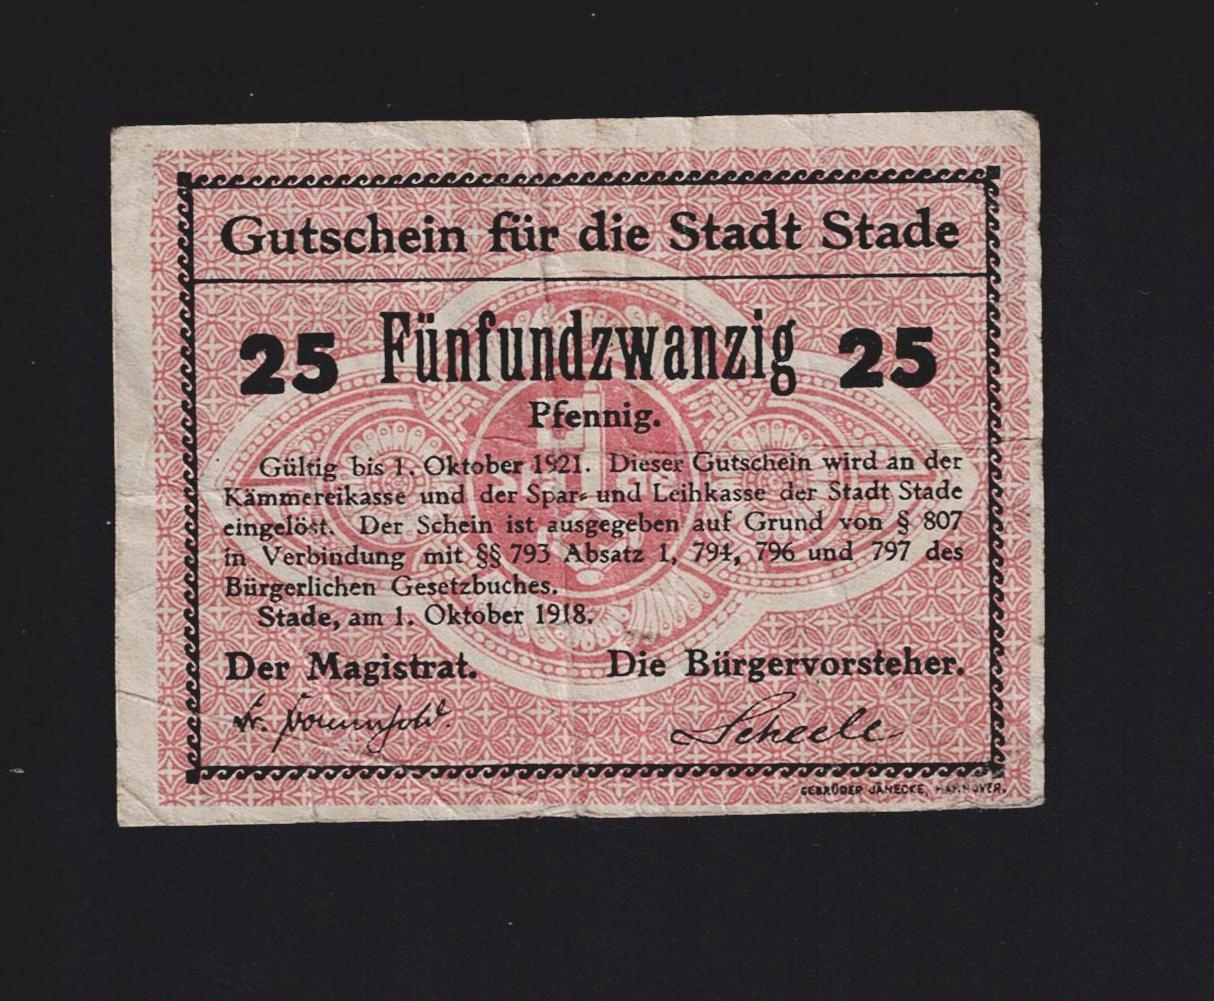 Gutschein für die Stadt Stade
25 Fünfundzwanzig 25
Pfennig.
Gültig bis 1. Oktober 1921. Dieser Gutschein wird an der
Kämmereikasse und der Spar- und Leihkasse der Stadt Stade
eingelöst. Der Schein ist ausgegeben auf Grund von § 807
in Verbindung mit §§ 793 Absatz 1, 794, 796 und 797 des
Bürgerlichen Gesetzbuches.
Stade, am 1. Oktober 1918.
Der Magistrat. Die Bürgervorsteher.
Scheele
GEBRÜDER JÄNECKE, HANNOVER.